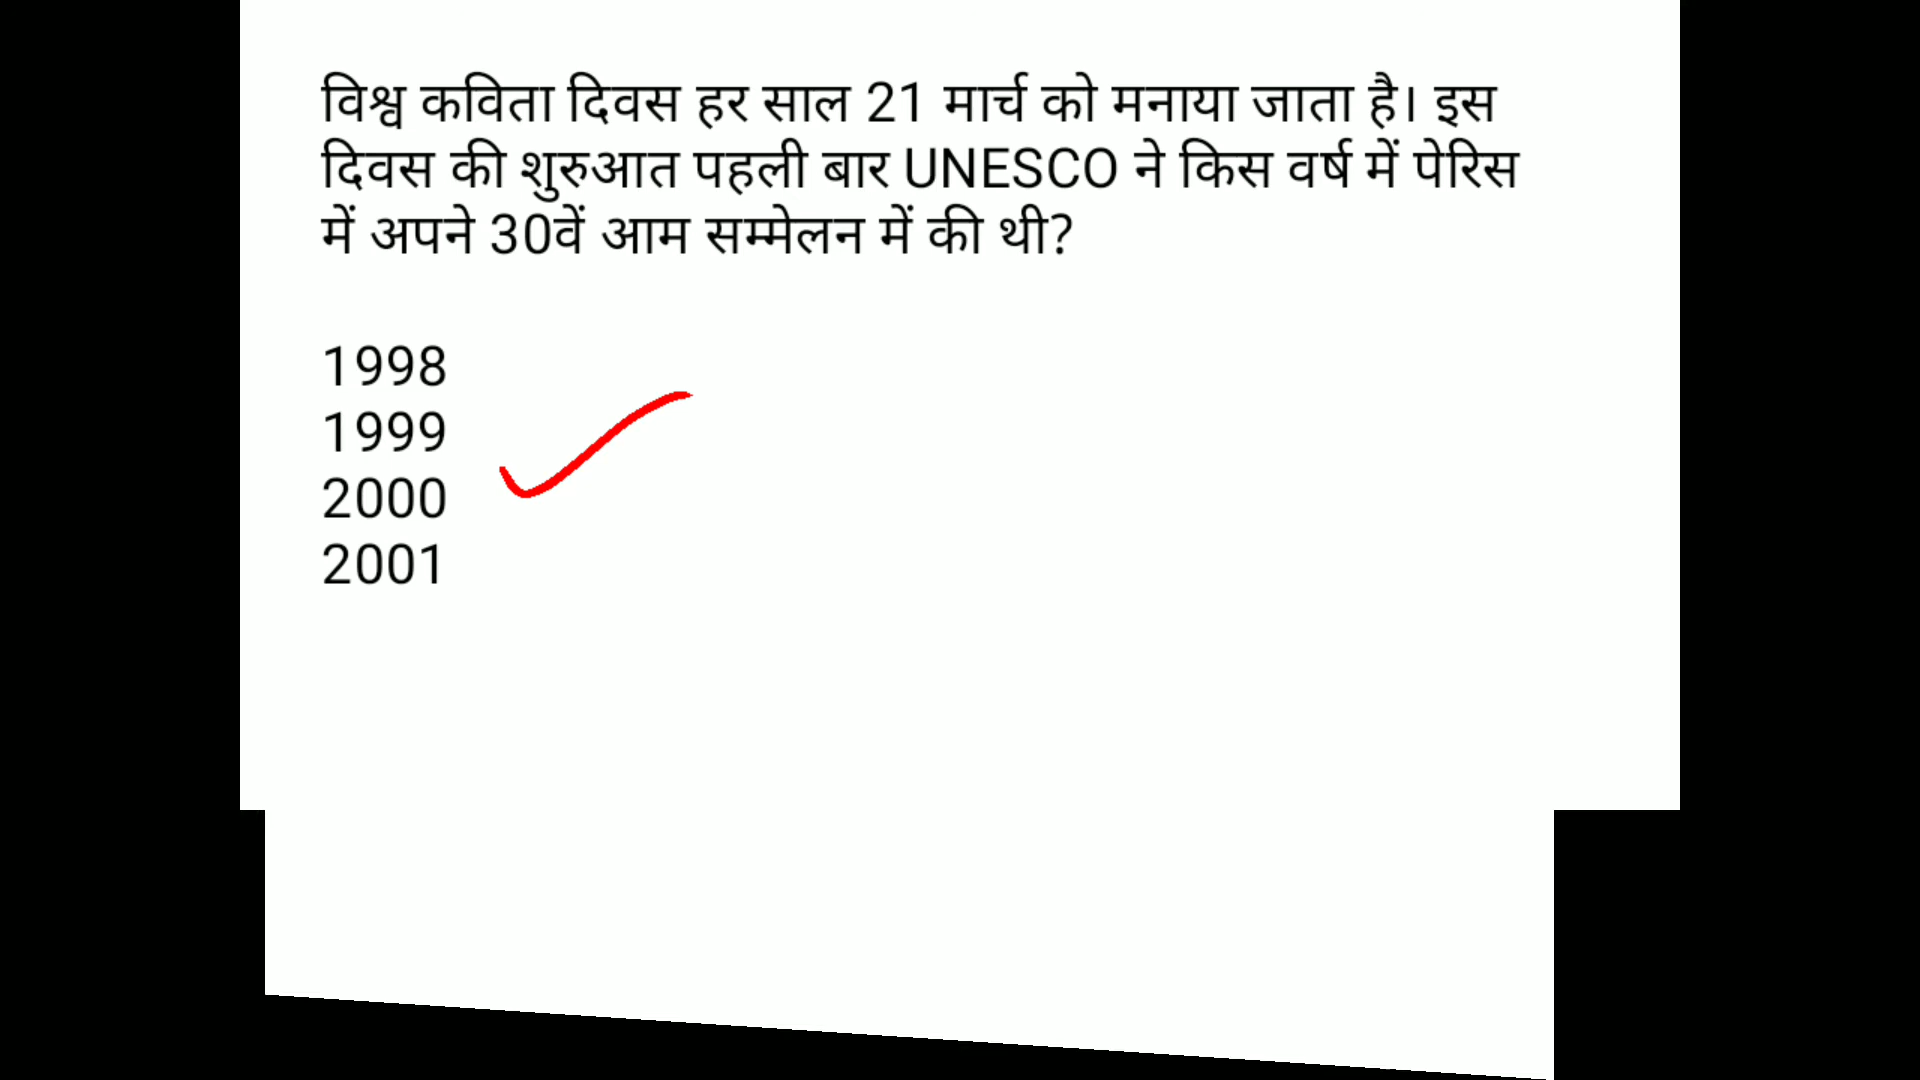 विश्व कविता दिवस हर साल 21 मार्च को मनाया जाता है। इस
दिवस की शुरुआत पहली बार UNESCO ने किस वर्ष में पेरिस
में अपने 30वें आम सम्मेलन में की थी?
1998
1999
2000
2001